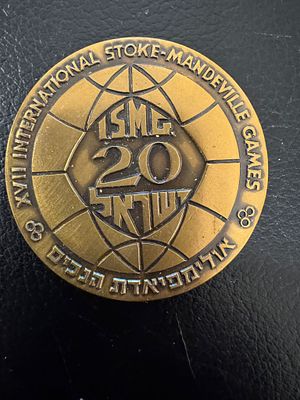 XVII INTERNATIONAL STOKE-MANDEVILLE GAMES
I.S.M.G.
20
ישראל
אולימפיאדת הנכים